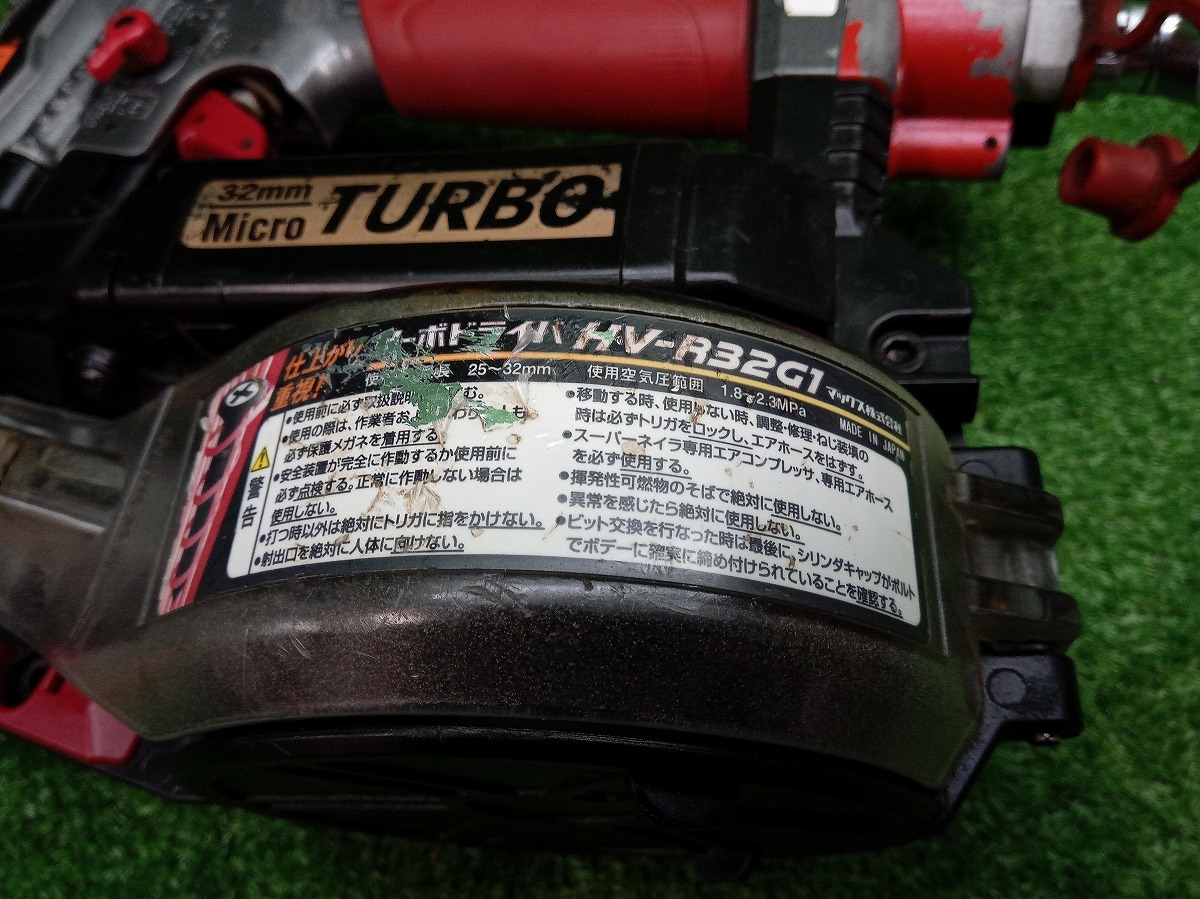 32mm
Micro TURBO
仕上がり
重視!
ーボドライバ HV-R32G1 マックス株式会社
25〜32mm 使用空気圧範囲 1.8〜2.3MPa
MADE IN JAPAN
警告
•使用前に必ず取扱説明
•使用の際は、作業者お
必ず保護メガネを着用する。
•安全装置が完全に作動するか使用前に
必ず点検する。正常に作動しない場合は
使用しない。
•打つ時以外は絶対にトリガに指をかけない。
•射出口を絶対に人体に向けない。
•移動する時、使用しない時、調整・修理・ねじ装填の
時は必ずトリガをロックし、エアホースをはずす。
•スーパーネイラ専用エアコンプレッサ、専用エアホース
を必ず使用する。
•揮発性可燃物のそばで絶対に使用しない。
•異常を感じたら絶対に使用しない。
•ビット交換を行なった時は最後に、シリンダキャップがボルト
でボデーに確実に締め付けられていることを確認する。